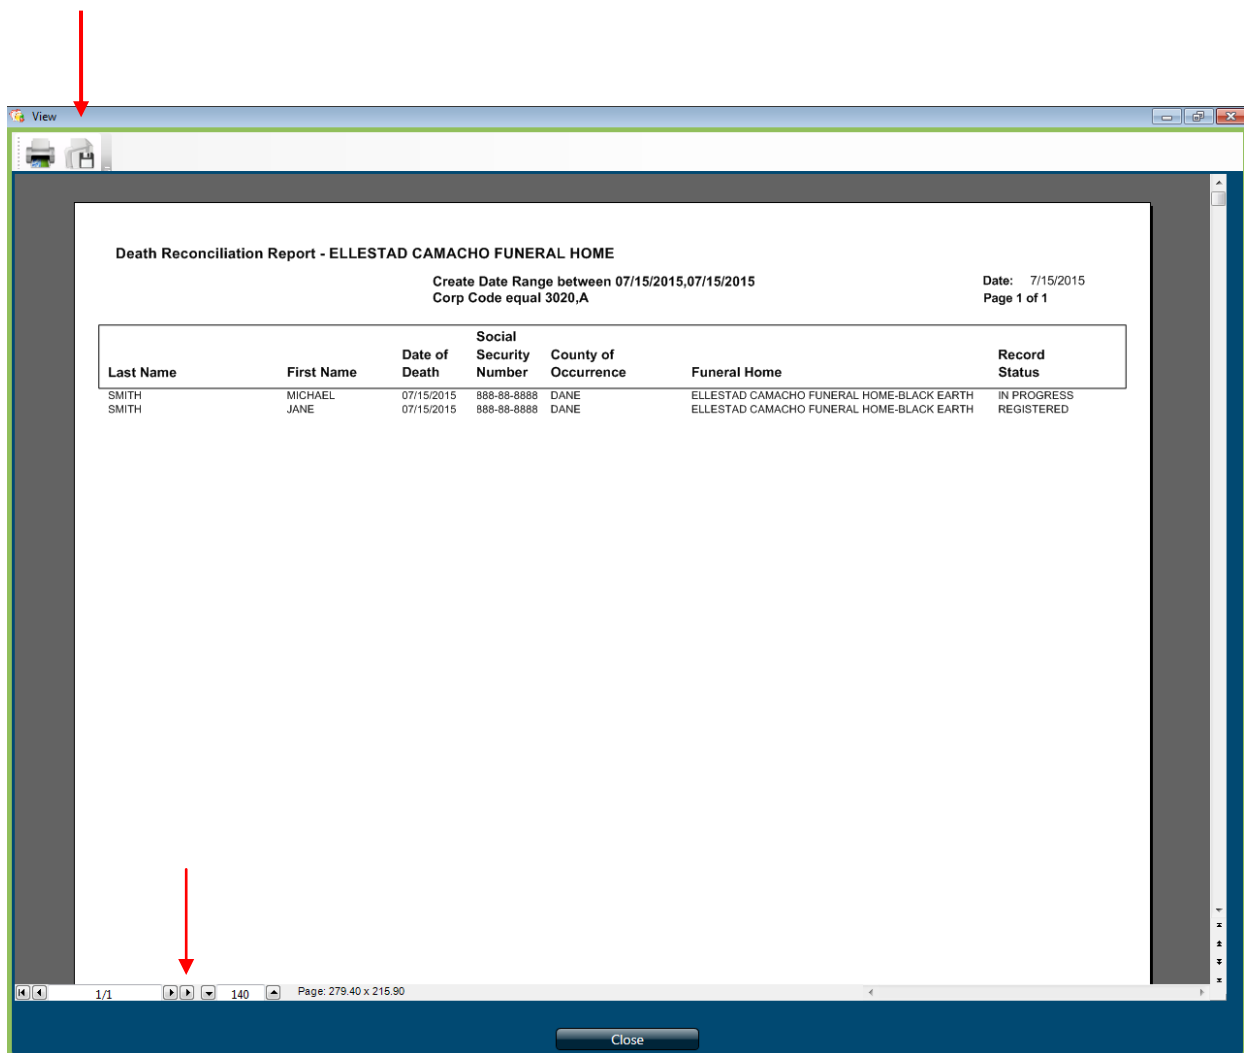 View
Death Reconciliation Report - ELLESTAD CAMACHO FUNERAL HOME
Create Date Range between 07/15/2015,07/15/2015
Corp Code equal 3020,A
Date: 7/15/2015
Page 1 of 1
Last Name First Name Date of Death Social Security Number County of Occurrence Funeral Home Record Status
SMITH MICHAEL 07/15/2015 888-88-8888 DANE ELLESTAD CAMACHO FUNERAL HOME-BLACK EARTH IN PROGRESS
SMITH JANE 07/15/2015 888-88-8888 DANE ELLESTAD CAMACHO FUNERAL HOME-BLACK EARTH REGISTERED
1/1 140 Page: 279.40 x 215.90
Close